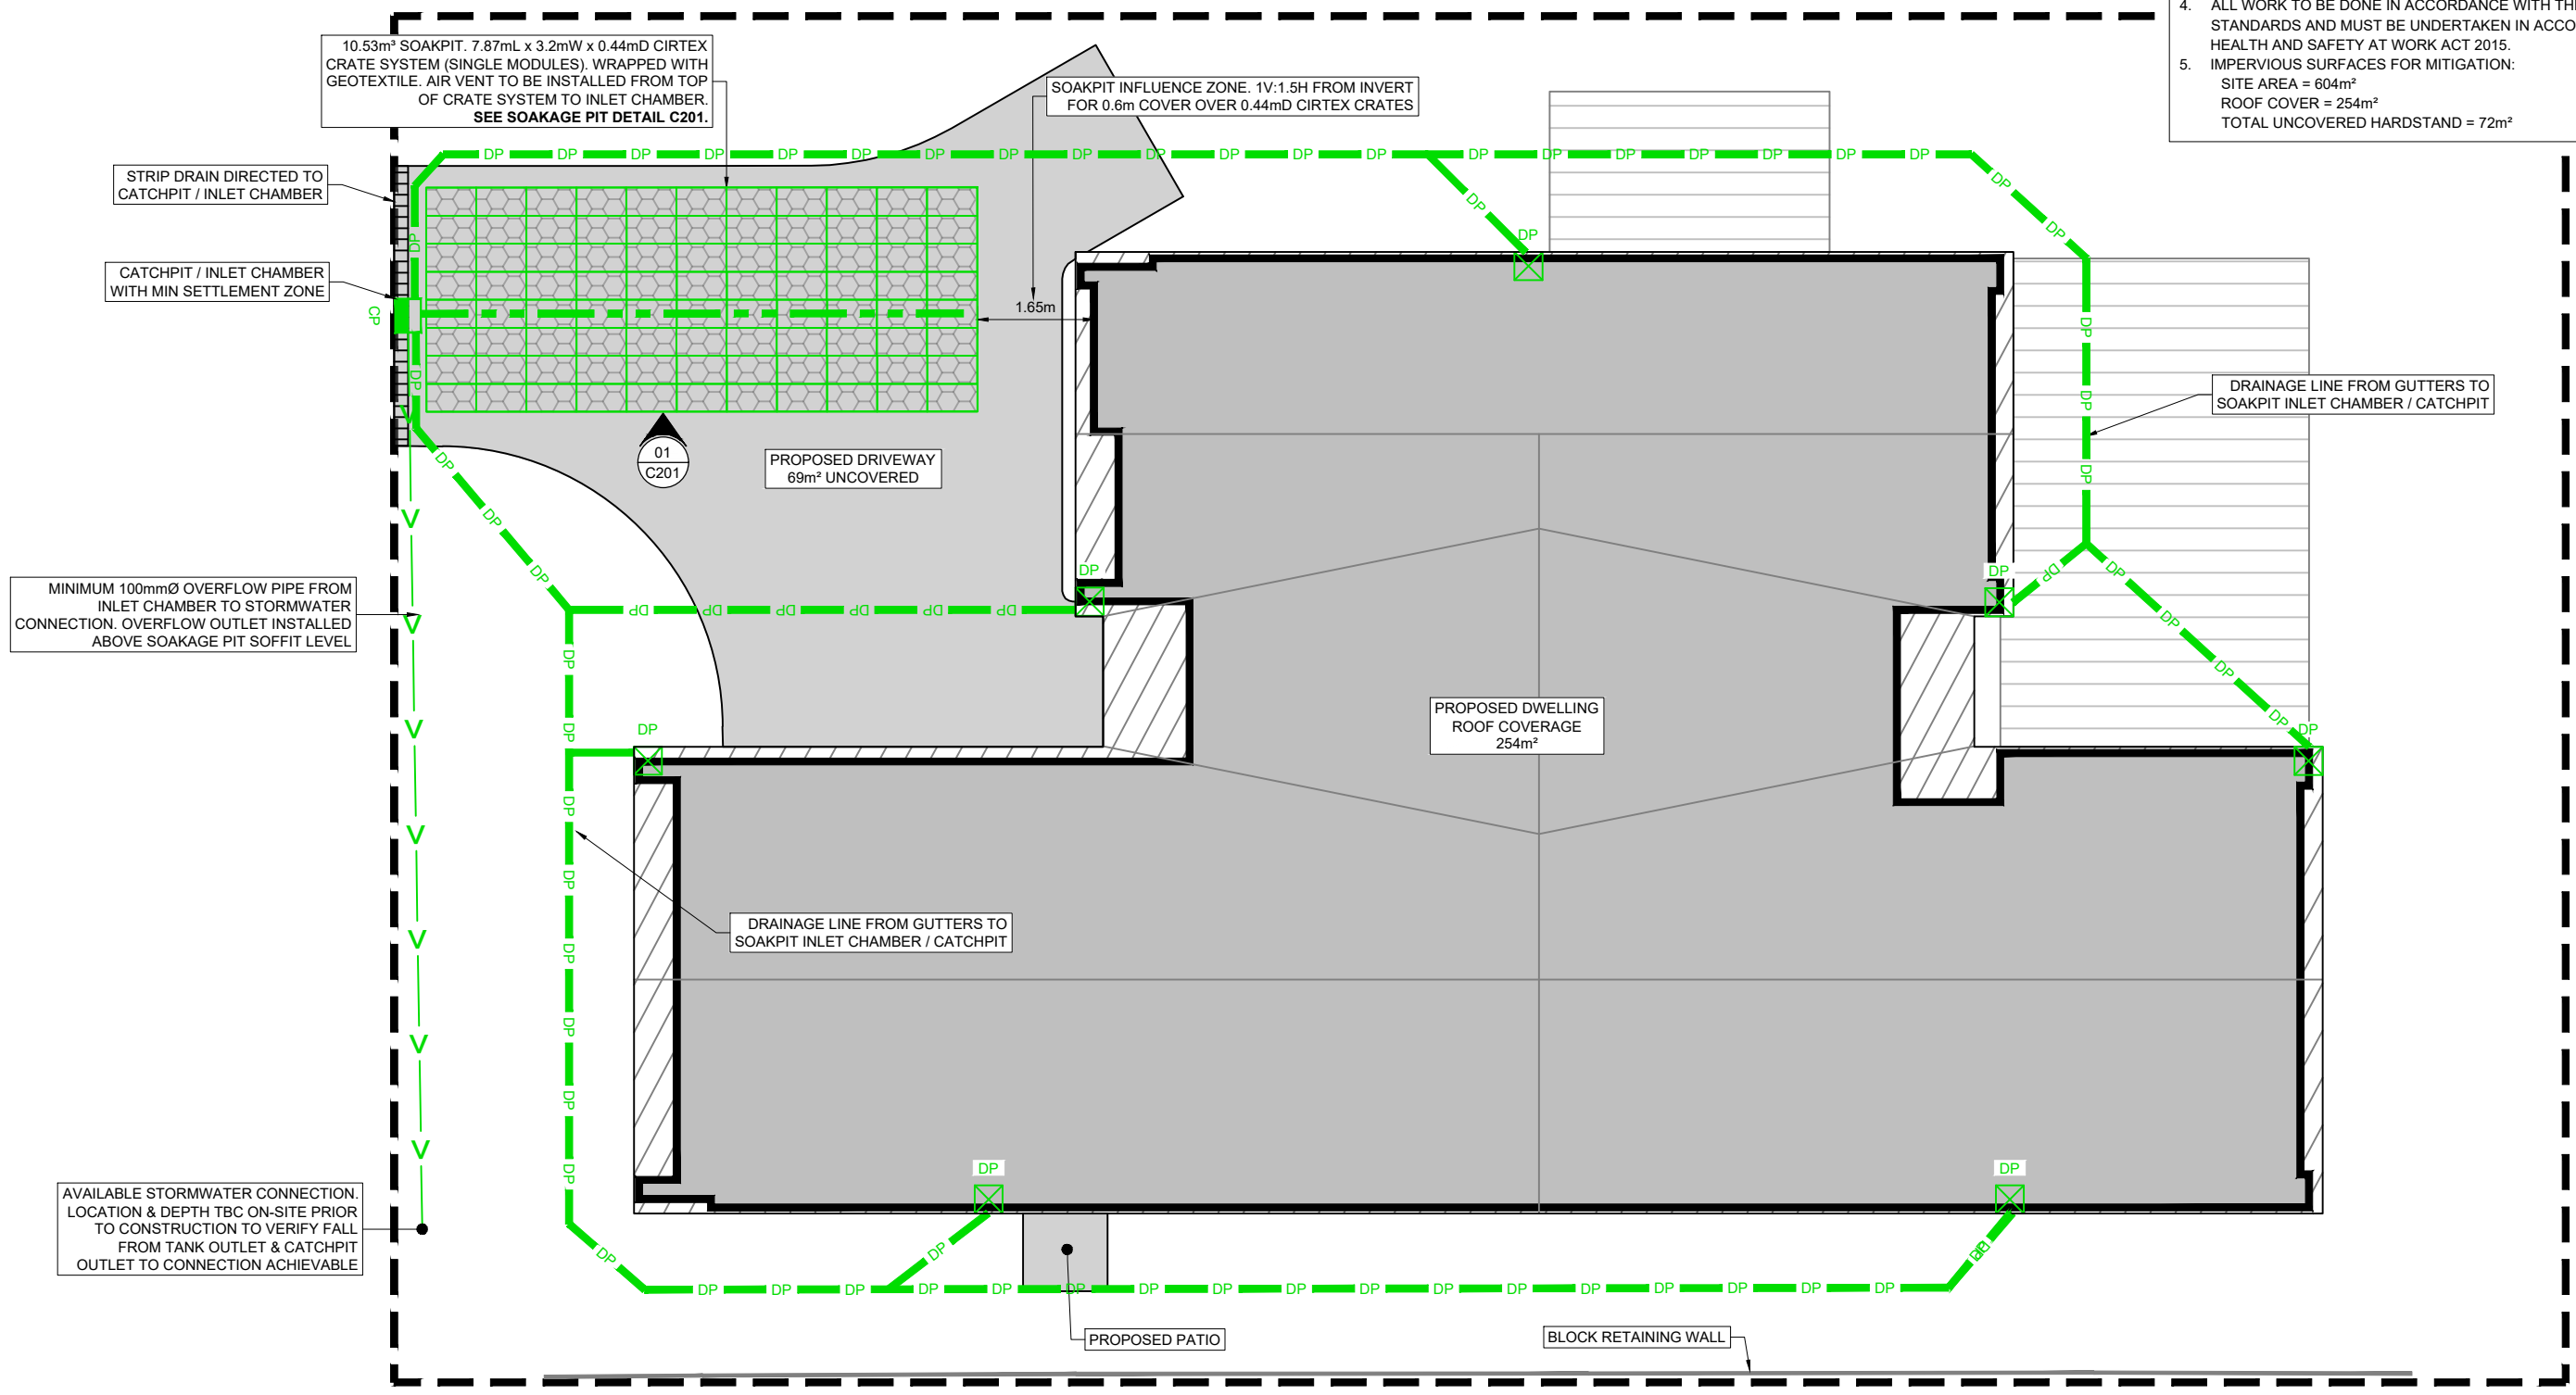 4. ALL WORK TO BE DONE IN ACCORDANCE WITH
STANDARDS AND MUST BE UNDERTAKEN IN
HEALTH AND SAFETY AT WORK ACT 2015.
5. IMPERVIOUS SURFACES FOR MITIGATION:
SITE AREA = 604m²
ROOF COVER = 254m²
TOTAL UNCOVERED HARDSTAND = 72m²
10.53m³ SOAKPIT. 7.87mL x 3.2mW x 0.44mD CIRTEX
CRATE SYSTEM (SINGLE MODULES). WRAPPED WITH
GEOTEXTILE. AIR VENT TO BE INSTALLED FROM TOP
OF CRATE SYSTEM TO INLET CHAMBER.
SEE SOAKAGE PIT DETAIL C201.
SOAKPIT INFLUENCE ZONE. 1V:1.5H FROM INVERT
FOR 0.6m COVER OVER 0.44mD CIRTEX CRATES
STRIP DRAIN DIRECTED TO
CATCHPIT / INLET CHAMBER
CATCHPIT / INLET CHAMBER
WITH MIN SETTLEMENT ZONE
CP
1.65m
DRAINAGE LINE FROM GUTTERS TO
SOAKPIT INLET CHAMBER / CATCHPIT
01
C201
PROPOSED DRIVEWAY
69m² UNCOVERED
MINIMUM 100mmØ OVERFLOW PIPE FROM
INLET CHAMBER TO STORMWATER
CONNECTION. OVERFLOW OUTLET INSTALLED
ABOVE SOAKAGE PIT SOFFIT LEVEL
DP
DP
DP
DP
DP
DP
DP
PROPOSED DWELLING
ROOF COVERAGE
254m²
DRAINAGE LINE FROM GUTTERS TO
SOAKPIT INLET CHAMBER / CATCHPIT
AVAILABLE STORMWATER CONNECTION.
LOCATION & DEPTH TBC ON-SITE PRIOR
TO CONSTRUCTION TO VERIFY FALL
FROM TANK OUTLET & CATCHPIT
OUTLET TO CONNECTION ACHIEVABLE
PROPOSED PATIO
BLOCK RETAINING WALL